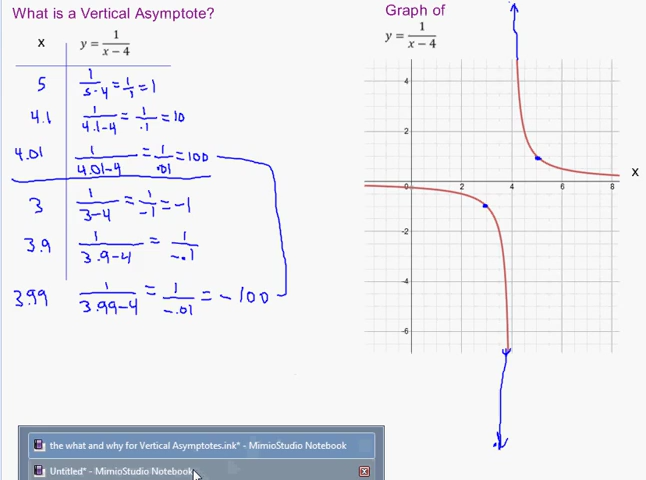 What is a Vertical Asymptote?
x y = 1/(x − 4)
5 1/(5-4) = 1/1 = 1
4.1 1/(4.1-4) = 1/.1 = 10
4.01 1/(4.01-4) = 1/.01 = 100
3 1/(3-4) = 1/-1 = -1
3.9 1/(3.9-4) = 1/-.1
3.99 1/(3.99-4) = 1/-.01 = -100
Graph of
y = 1/(x − 4)
4
2
0 2 4 6 8 x
-2
-4
-6
the what and why for Vertical Asymptotes.ink* - MimioStudio Notebook
Untitled* - MimioStudio Notebook